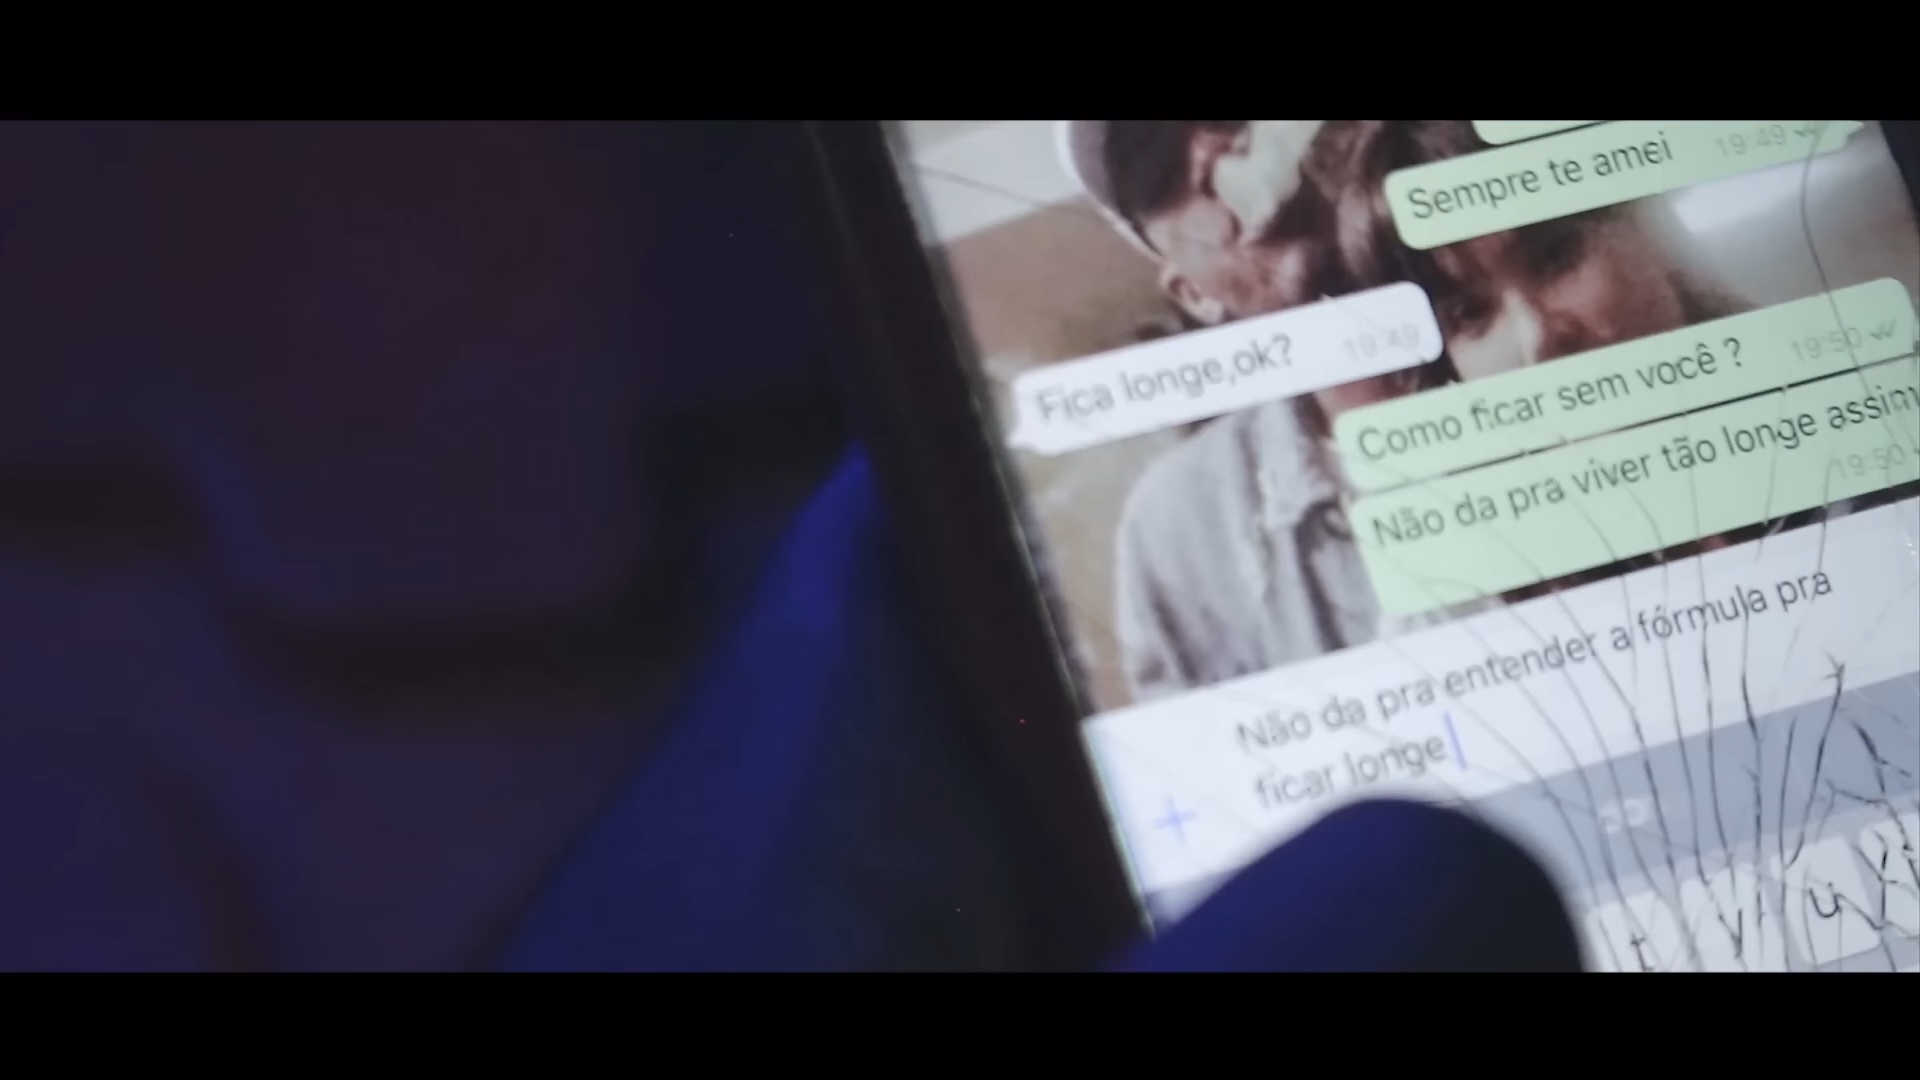 Sempre te amei 19:49
Fica longe,ok? 19:49
Como ficar sem você ? 19:50
Não da pra viver tão longe assim
19:50
Não da pra entender a fórmula pra
ficar longe
+
t y u